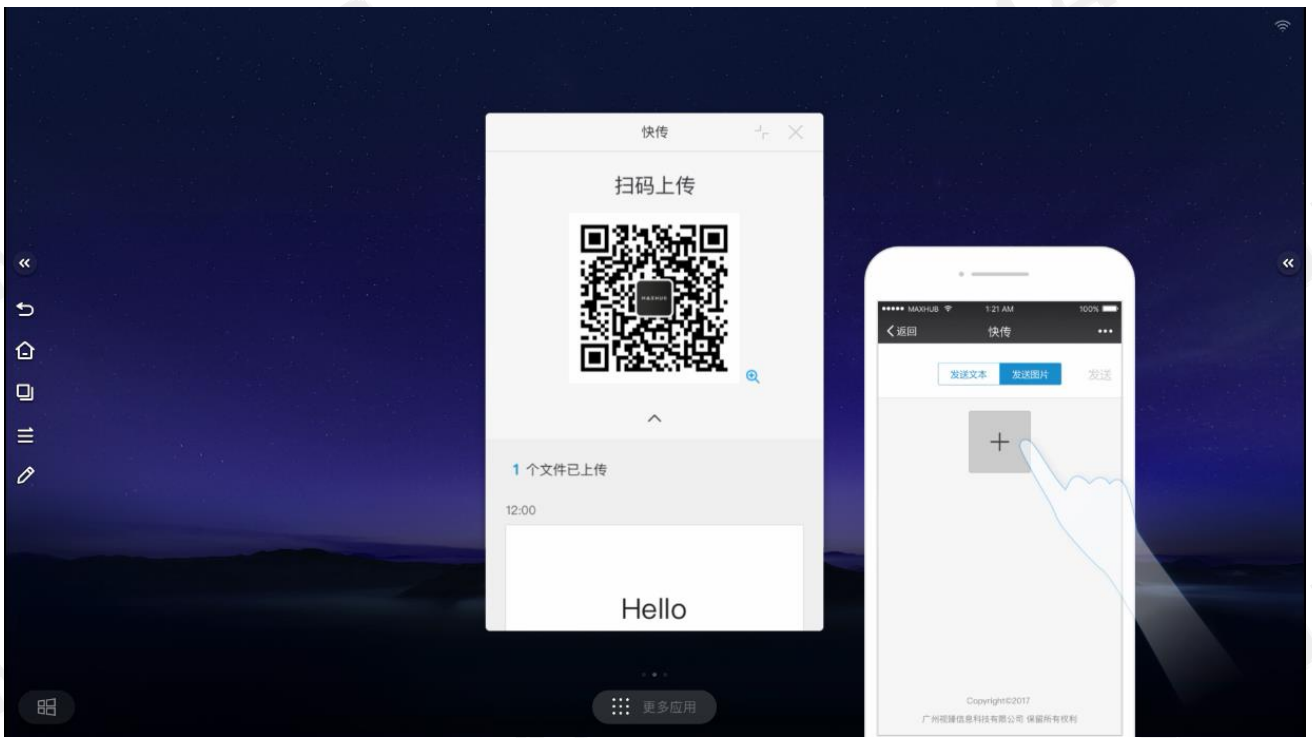 快传
扫码上传
MAXHUB
1 个文件已上传
12:00
Hello
更多应用
MAXHUB 1:21 AM 100%
返回 快传
发送文本 发送图片 发送
Copyright©2017
广州视臻信息科技有限公司 保留所有权利